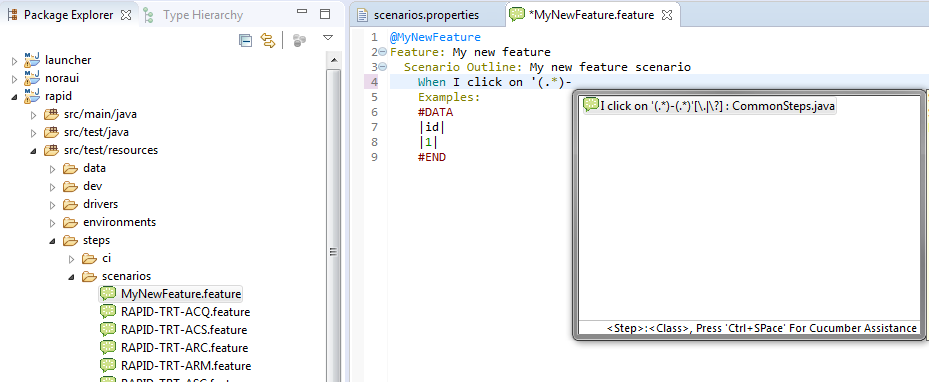 Package Explorer
Type Hierarchy
launcher
noraui
rapid
src/main/java
src/test/java
src/test/resources
data
dev
drivers
environments
steps
ci
scenarios
MyNewFeature.feature
RAPID-TRT-ACQ.feature
RAPID-TRT-ACS.feature
RAPID-TRT-ARC.feature
RAPID-TRT-ARM.feature
RAPID-TRT-ASC.feature
scenarios.properties
*MyNewFeature.feature
1 @MyNewFeature
2 Feature: My new feature
3 Scenario Outline: My new feature scenario
4 When I click on '(.*)-
5 Examples:
6 #DATA
7 |id|
8 |1|
9 #END
I click on '(.*)-(.*)'[\.|\?] : CommonSteps.java
<Step>:<Class>, Press 'Ctrl+SPace' For Cucumber Assistance